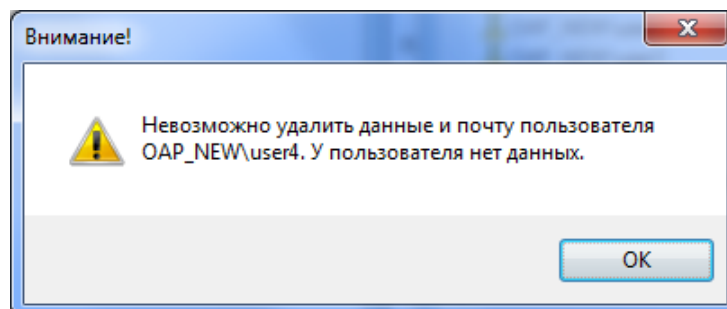 Внимание!
Невозможно удалить данные и почту пользователя
OAP_NEW\user4. У пользователя нет данных.
OK